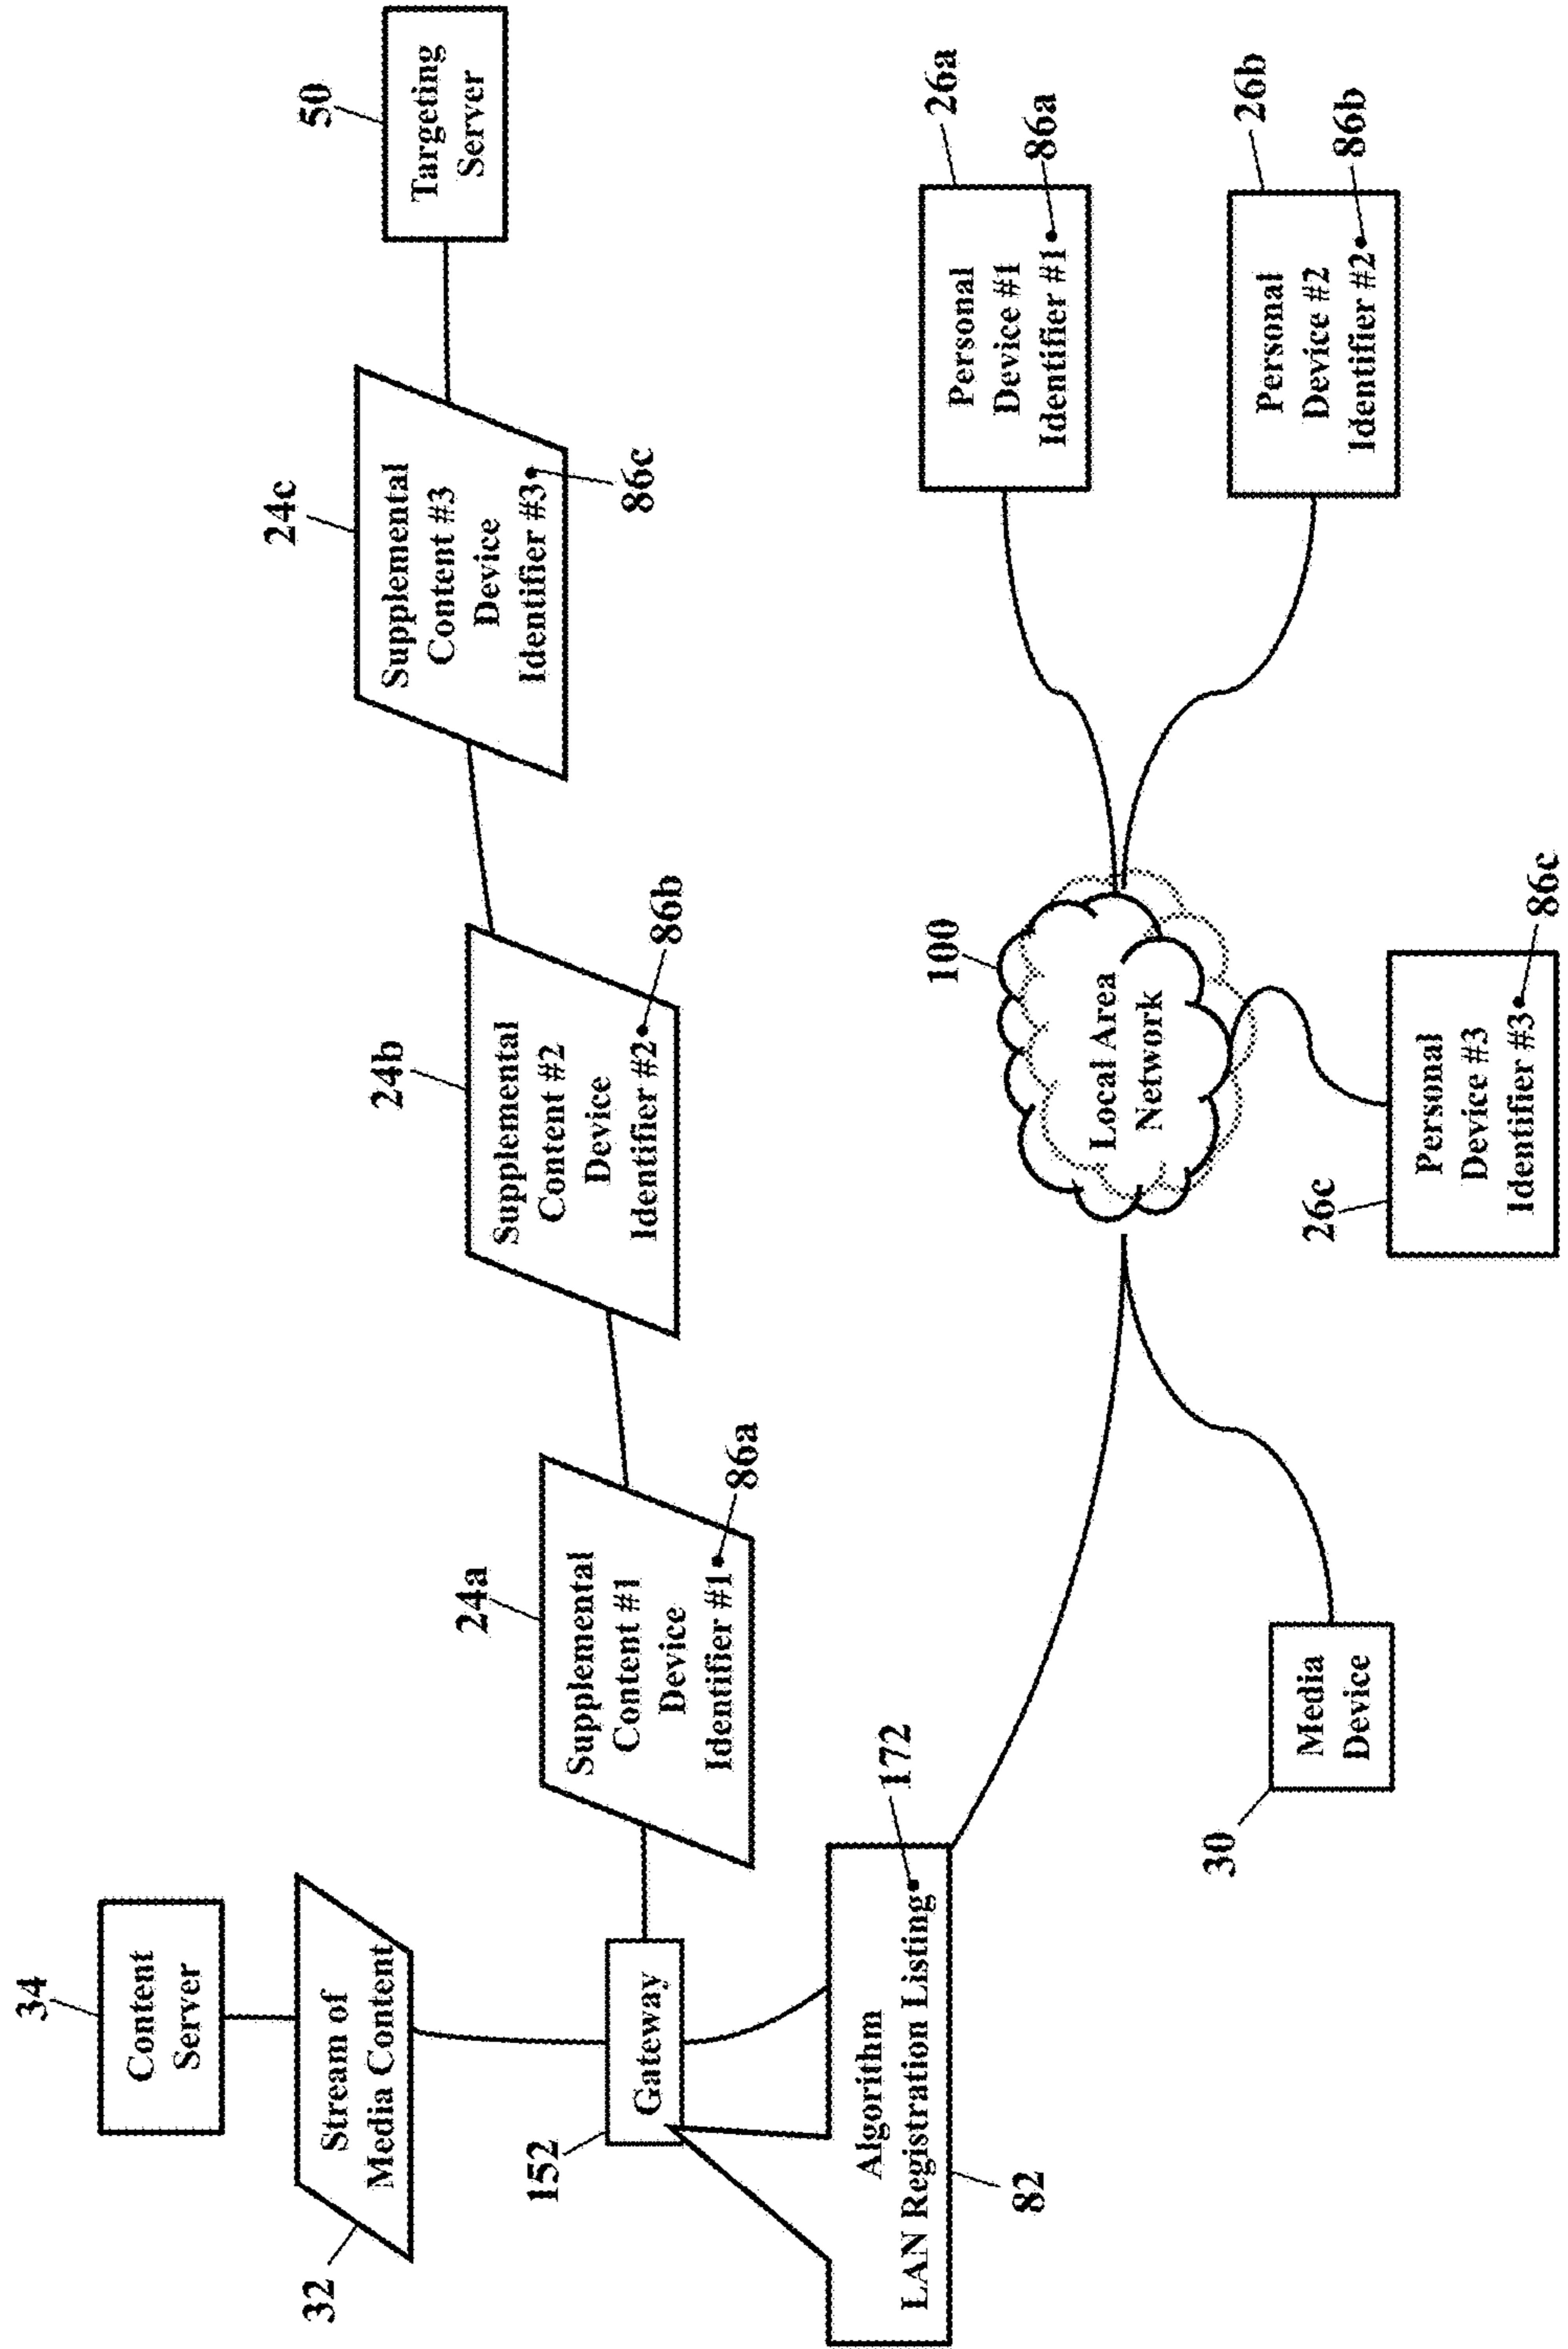 34
Content
Server
32
Stream of
Media Content
152
Gateway
Algorithm
LAN Registration Listing
172
82
24a
Supplemental
Content #1
Device
Identifier #1
86a
24b
Supplemental
Content #2
Device
Identifier #2
86b
24c
Supplemental
Content #3
Device
Identifier #3
86c
50
Targeting
Server
30
Media
Device
100
Local Area
Network
26a
Personal
Device #1
Identifier #1
86a
26b
Personal
Device #2
Identifier #2
86b
26c
Personal
Device #3
Identifier #3
86c